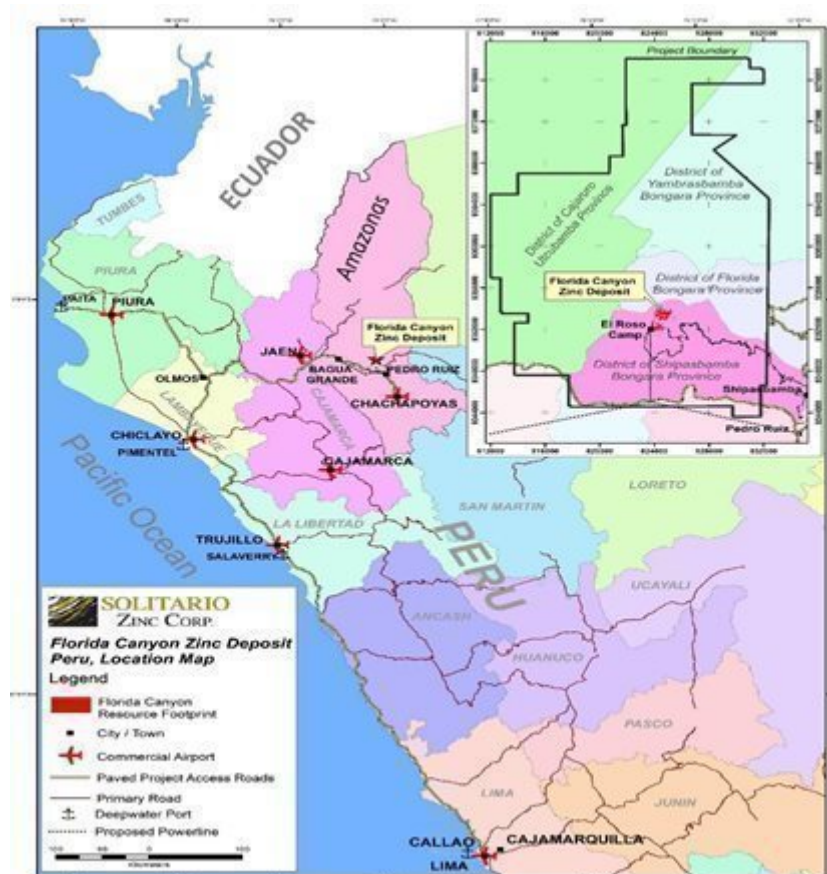 ECUADOR
TUMBES
PIURA
Amazonas
PAITA
PIURA
JAEN
Florida Canyon
Zinc Deposit
BAGUA
GRANDE
PEDRO RUIZ
OLMOS
CHACHAPOYAS
LAMBAYEQUE
CAJAMARCA
CHICLAYO
PIMENTEL
CAJAMARCA
Pacific Ocean
SAN MARTIN
LORETO
LA LIBERTAD
PERU
TRUJILLO
SALAVERRY
UCAYALI
ANCASH
HUANUCO
PASCO
LIMA
JUNIN
CALLAO
CAJAMARQUILLA
LIMA
Project Boundary
District of
Yambrasbamba
Bongara Province
District of Cajaruro
Utcubamba Province
District of Florida
Bongara Province
Florida Canyon
Zinc Deposit
El Roso
Camp
District of Shipasbamba
Bongara Province
Shipasbamba
Pedro Ruiz
SOLITARIO
ZINC CORP.
Florida Canyon Zinc Deposit
Peru, Location Map
Legend
Florida Canyon
Resource Footprint
City / Town
Commercial Airport
Paved Project Access Roads
Primary Road
Deepwater Port
Proposed Powerline
Kilometers